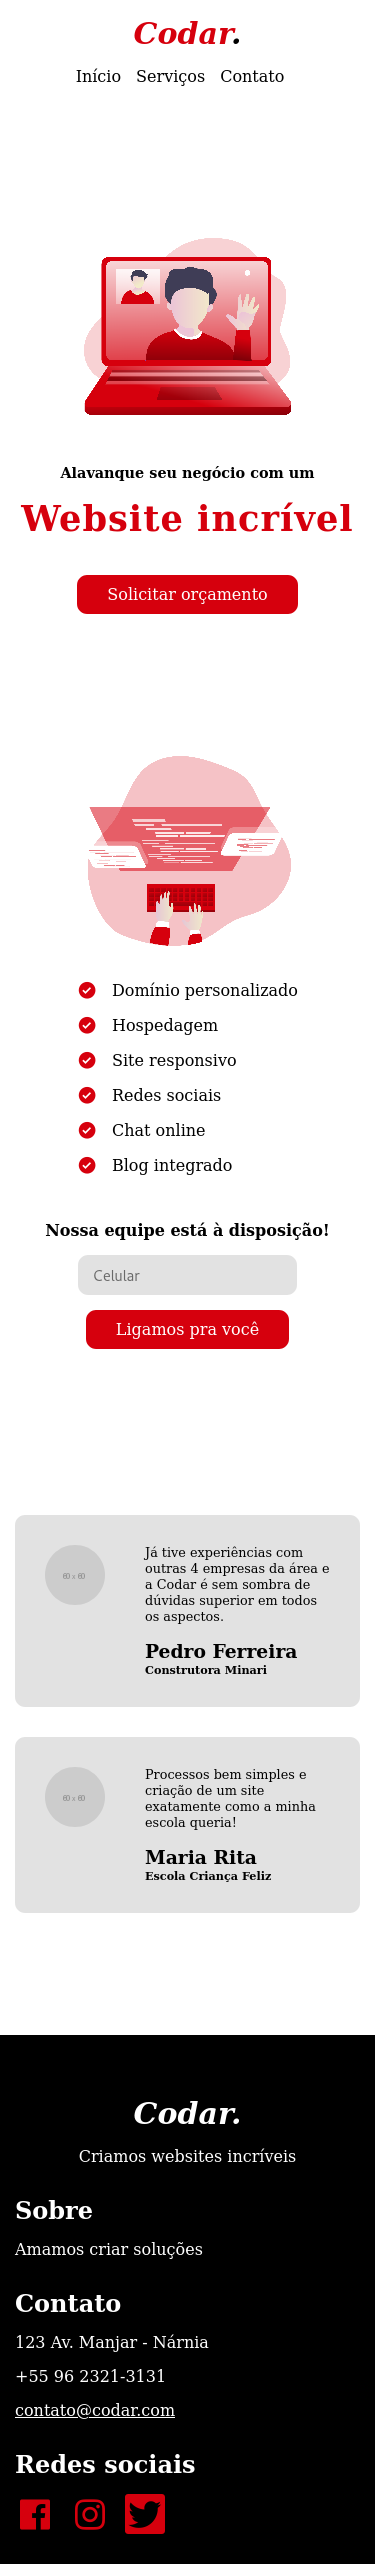 Codar.
Início Serviços Contato
Alavanque seu negócio com um
Website incrível
Solicitar orçamento
Domínio personalizado
Hospedagem
Site responsivo
Redes sociais
Chat online
Blog integrado
Nossa equipe está à disposição!
Celular
Ligamos pra você
60 x 60
Já tive experiências com
outras 4 empresas da área e
a Codar é sem sombra de
dúvidas superior em todos
os aspectos.
Pedro Ferreira
Construtora Minari
60 x 60
Processos bem simples e
criação de um site
exatamente como a minha
escola queria!
Maria Rita
Escola Criança Feliz
Codar.
Criamos websites incríveis
Sobre
Amamos criar soluções
Contato
123 Av. Manjar - Nárnia
+55 96 2321-3131
contato@codar.com
Redes sociais